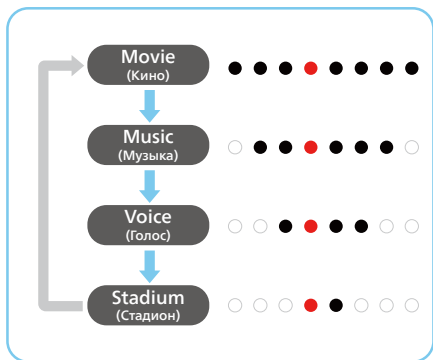 Movie
(Кино)
Music
(Музыка)
Voice
(Голос)
Stadium
(Стадион)